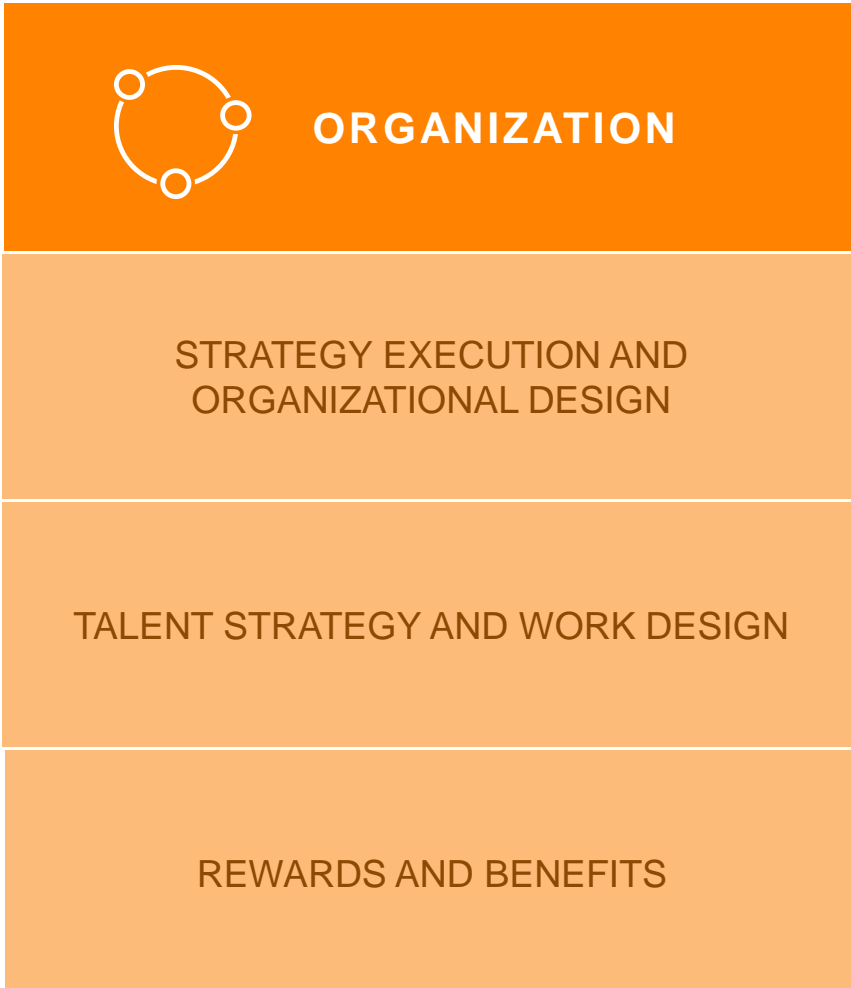 ORGANIZATION
STRATEGY EXECUTION AND
ORGANIZATIONAL DESIGN
TALENT STRATEGY AND WORK DESIGN
REWARDS AND BENEFITS